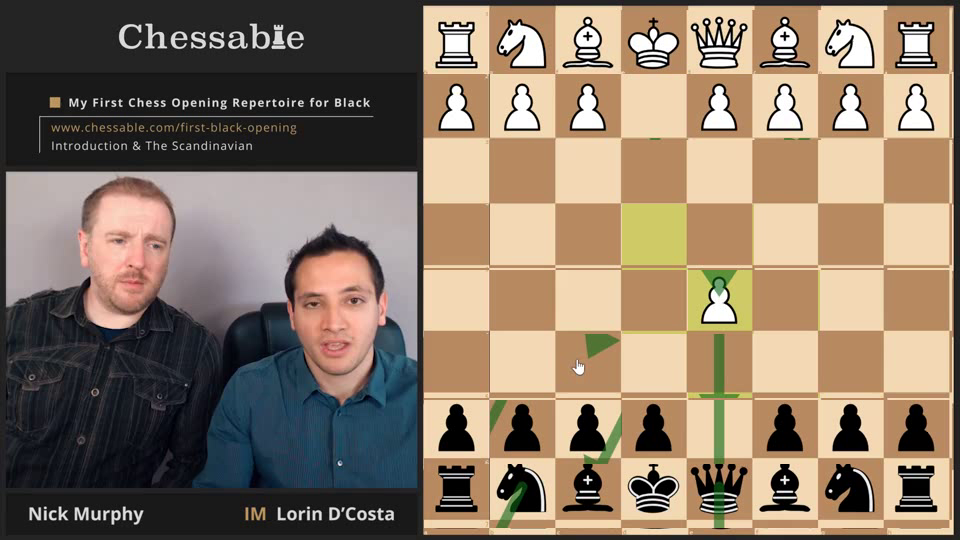 Chessable
My First Chess Opening Repertoire for Black
www.chessable.com/first-black-opening
Introduction & The Scandinavian
Nick Murphy
IM Lorin D'Costa